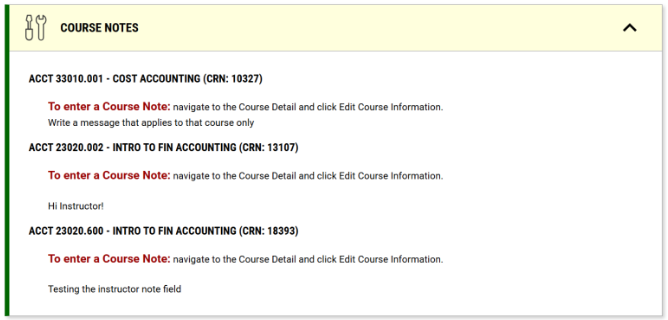 COURSE NOTES
ACCT 33010.001 - COST ACCOUNTING (CRN: 10327)
To enter a Course Note: navigate to the Course Detail and click Edit Course Information.
Write a message that applies to that course only
ACCT 23020.002 - INTRO TO FIN ACCOUNTING (CRN: 13107)
To enter a Course Note: navigate to the Course Detail and click Edit Course Information.
Hi Instructor!
ACCT 23020.600 - INTRO TO FIN ACCOUNTING (CRN: 18393)
To enter a Course Note: navigate to the Course Detail and click Edit Course Information.
Testing the instructor note field